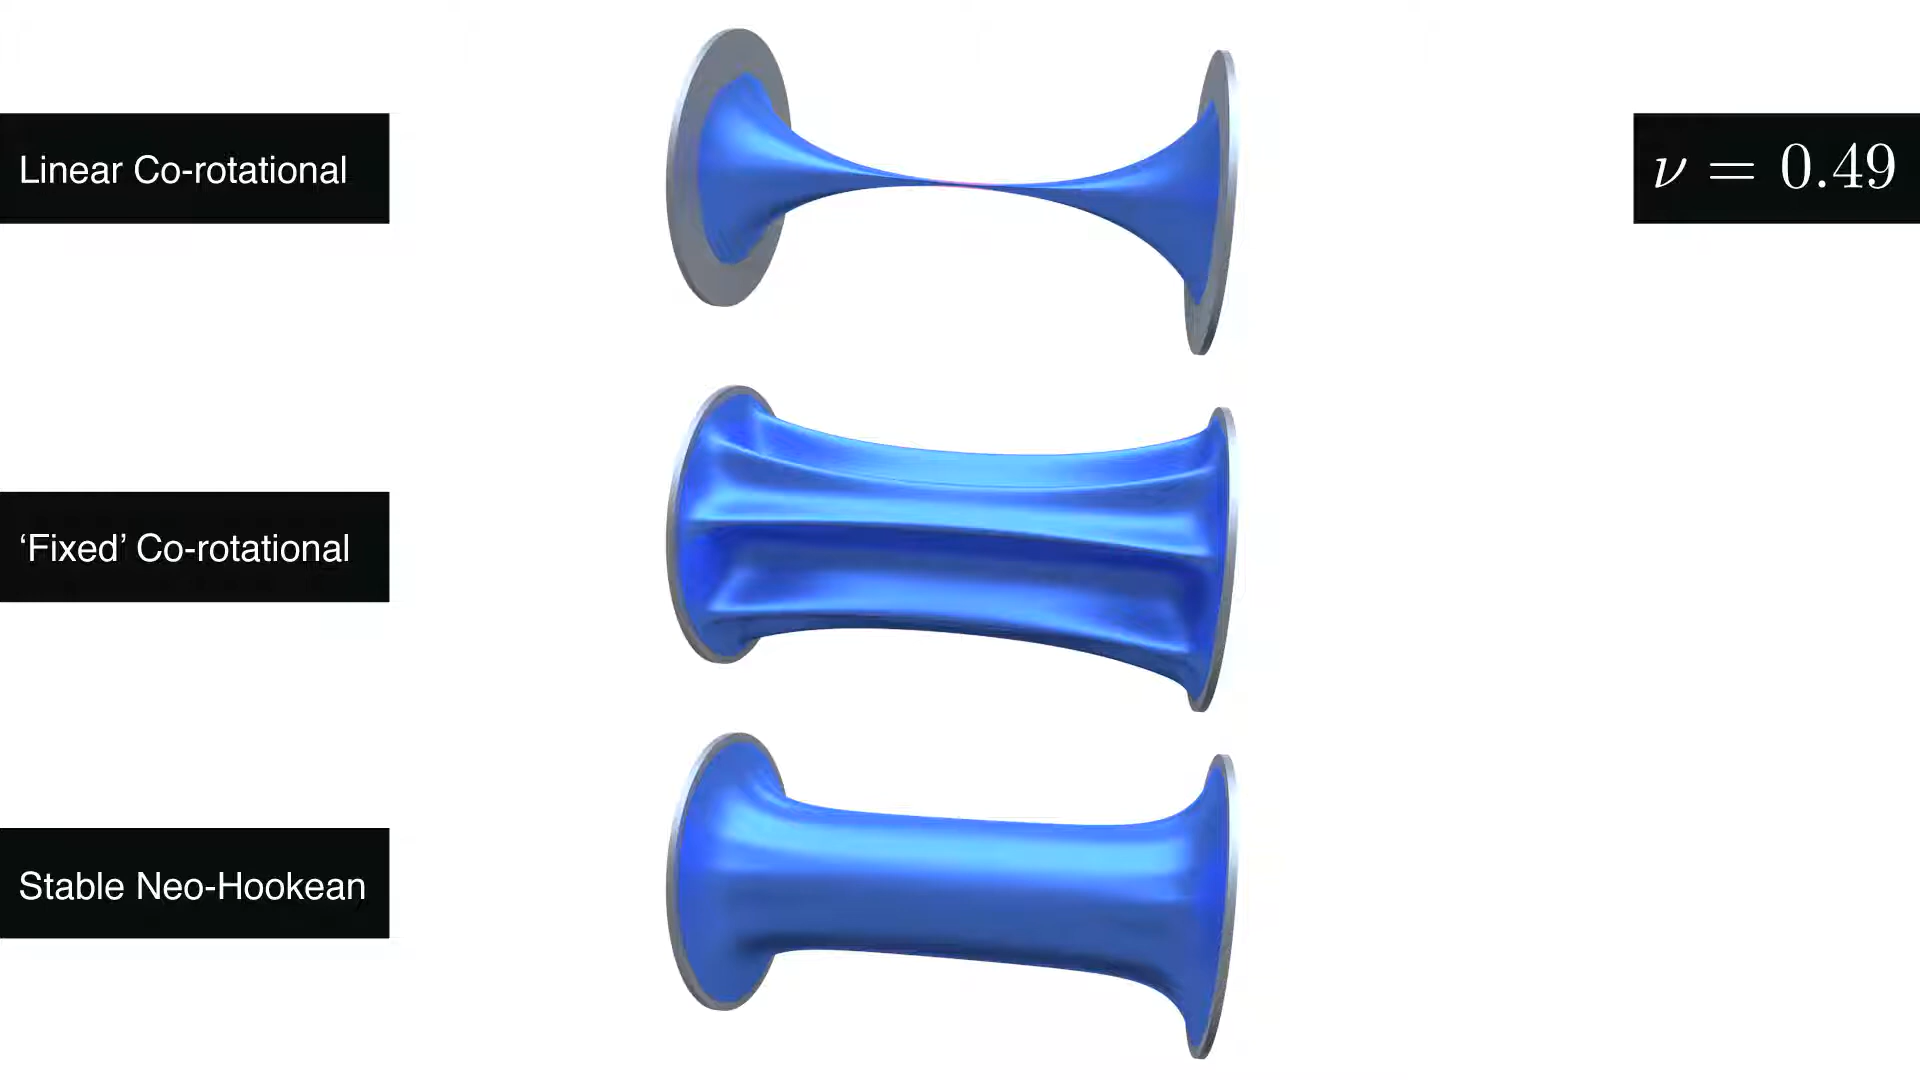 Linear Co-rotational
ν = 0.49
‘Fixed’ Co-rotational
Stable Neo-Hookean